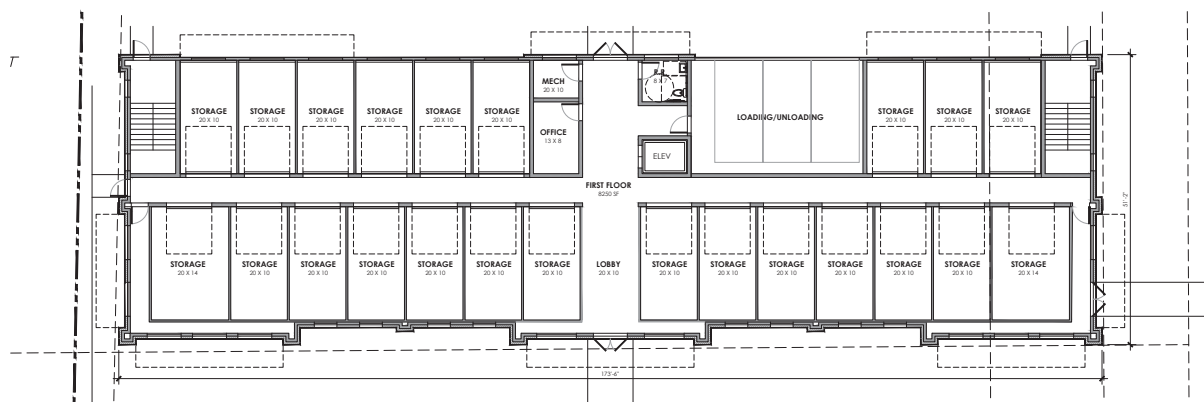 T
STORAGE
20 X 10
STORAGE
20 X 10
STORAGE
20 X 10
STORAGE
20 X 10
STORAGE
20 X 10
STORAGE
20 X 10
MECH
20 X 10
OFFICE
13 X 8
8 X 7
ELEV
LOADING/UNLOADING
STORAGE
20 X 10
STORAGE
20 X 10
STORAGE
20 X 10
FIRST FLOOR
8250 SF
51'-2"
STORAGE
20 X 14
STORAGE
20 X 10
STORAGE
20 X 10
STORAGE
20 X 10
STORAGE
20 X 10
STORAGE
20 X 10
STORAGE
20 X 10
LOBBY
20 X 10
STORAGE
20 X 10
STORAGE
20 X 10
STORAGE
20 X 10
STORAGE
20 X 10
STORAGE
20 X 10
STORAGE
20 X 10
STORAGE
20 X 14
173'-6"